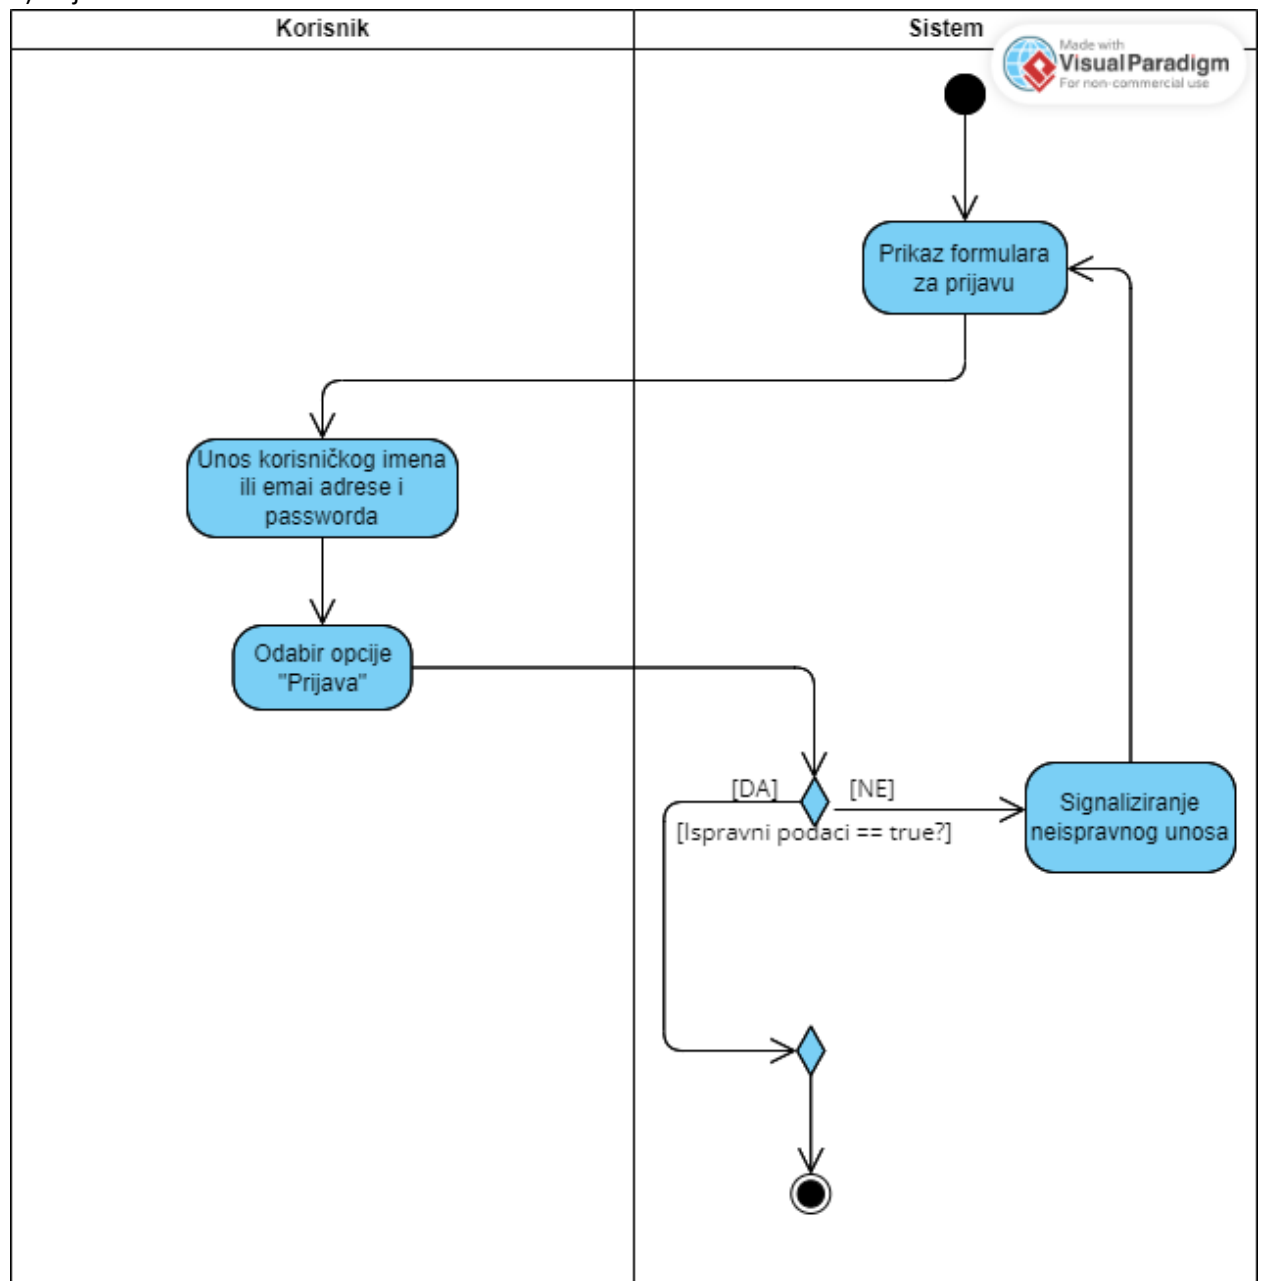 Korisnik
Sistem
Made with
Visual Paradigm
For non-commercial use
Prikaz formulara
za prijavu
Unos korisničkog imena
ili emai adrese i
passworda
Odabir opcije
"Prijava"
[DA]
[NE]
[Ispravni podaci == true?]
Signaliziranje
neispravnog unosa